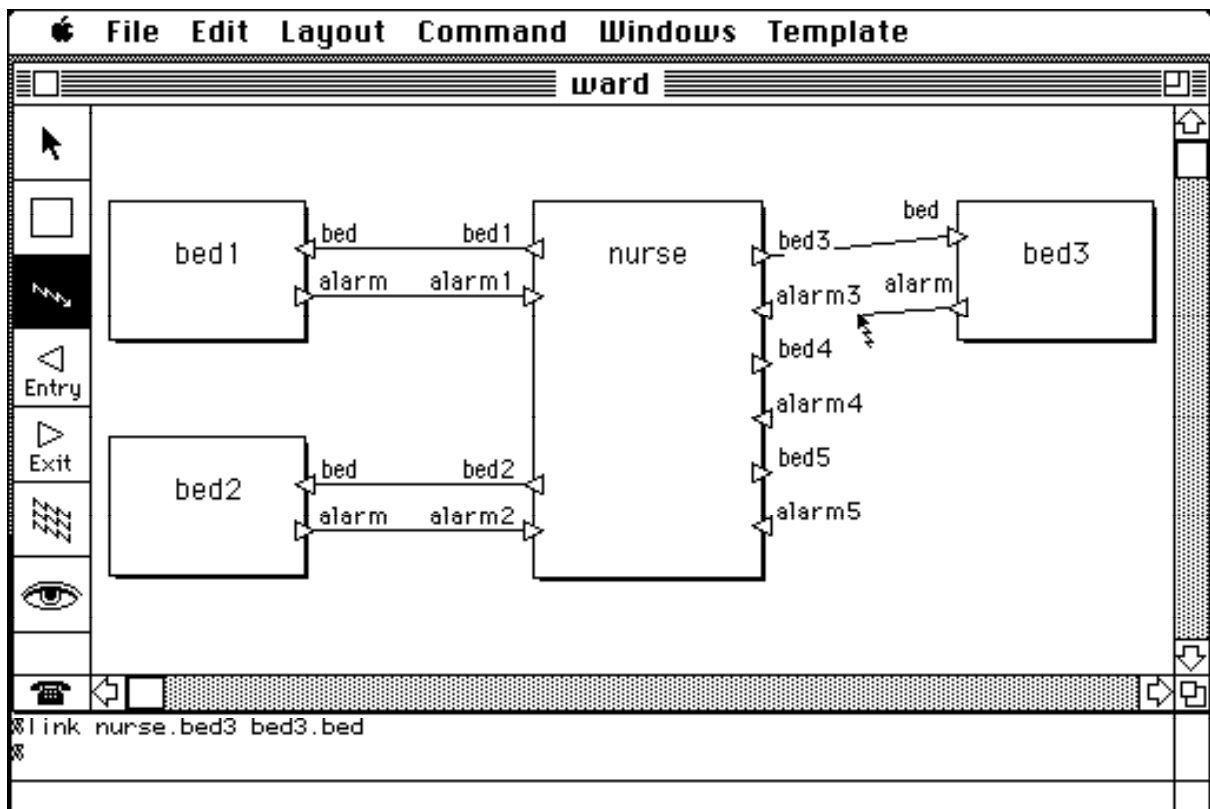 File Edit Layout Command Windows Template
ward
bed
bed bed1 bed3
bed1 nurse bed3
alarm alarm1 alarm3 alarm
bed4
Entry
alarm4
bed5
Exit
bed bed2
bed2
alarm alarm2 alarm5
%link nurse.bed3 bed3.bed
%